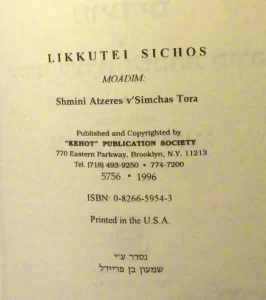 LIKKUTEI SICHOS
MOADIM:
Shmini Atzeres v'Simchas Tora
Published and Copyrighted by
"KEHOT" PUBLICATION SOCIETY
770 Eastern Parkway, Brooklyn, N.Y. 11213
Tel. (718) 493-9250 • 774-7200
5756 • 1996
ISBN: 0-8266-5954-3
Printed in the U.S.A.
נסדר ע"י
שמעון בן פריידל